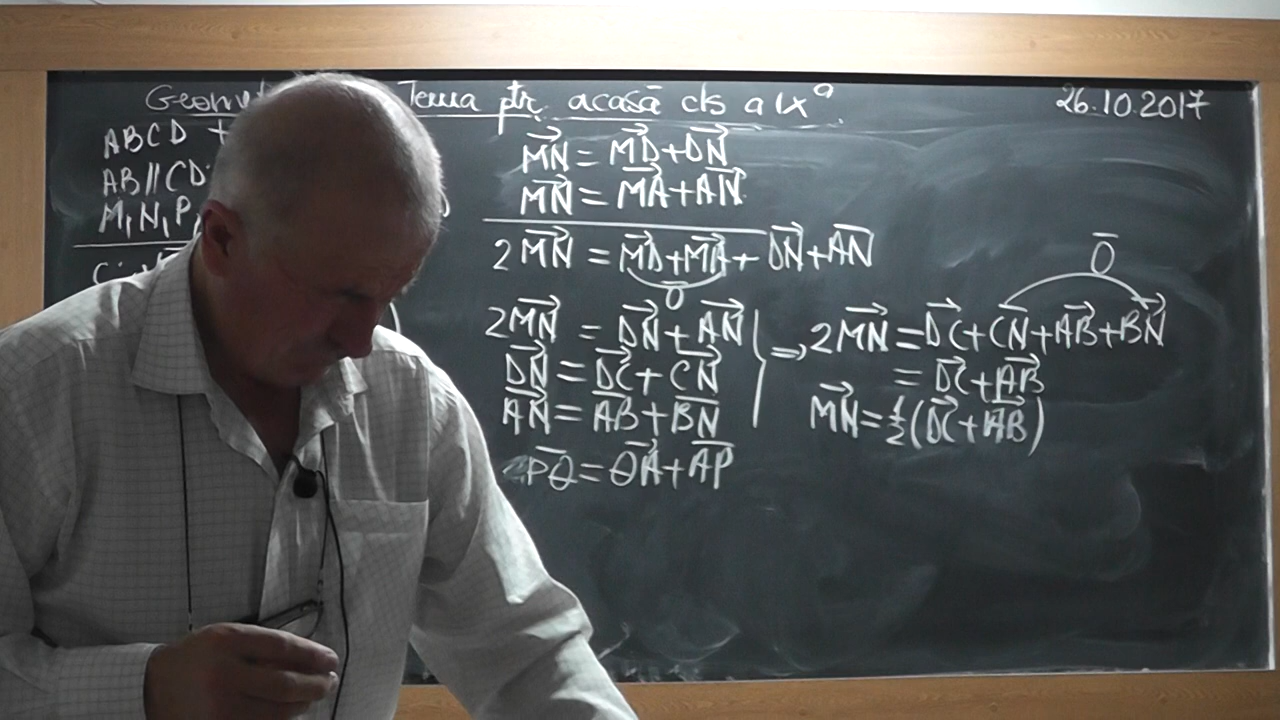 Tema ptr. acasă cls a IX ᵃ
26.10.2017
ABCD
AB∥CD
M,N,P,
MN⃗ = MD⃗ + DN⃗
MN⃗ = MA⃗ + AN⃗
2MN⃗ = MD⃗ + MA⃗ + DN⃗ + AN⃗
0̅
2MN⃗ = DN⃗ + AN⃗
DN⃗ = DC⃗ + CN⃗
AN⃗ = AB⃗ + BN⃗
PQ = QA⃗ + AP
0̅
⇒ 2MN⃗ = DC⃗ + CN + AB⃗ + BN⃗
= DC⃗ + AB⃗
MN⃗ = 1/2 (DC⃗ + AB⃗)